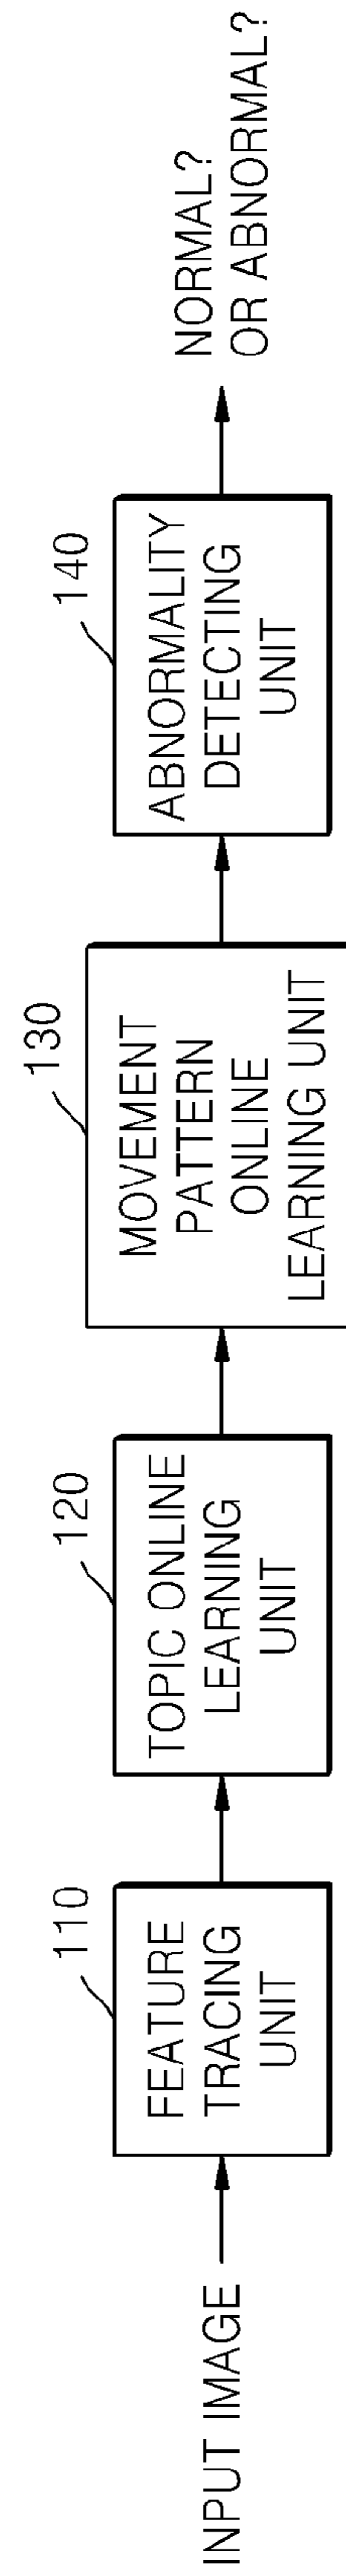 INPUT IMAGE
110
FEATURE
TRACING
UNIT
120
TOPIC ONLINE
LEARNING
UNIT
130
MOVEMENT
PATTERN
ONLINE
LEARNING UNIT
140
ABNORMALITY
DETECTING
UNIT
NORMAL?
OR ABNORMAL?